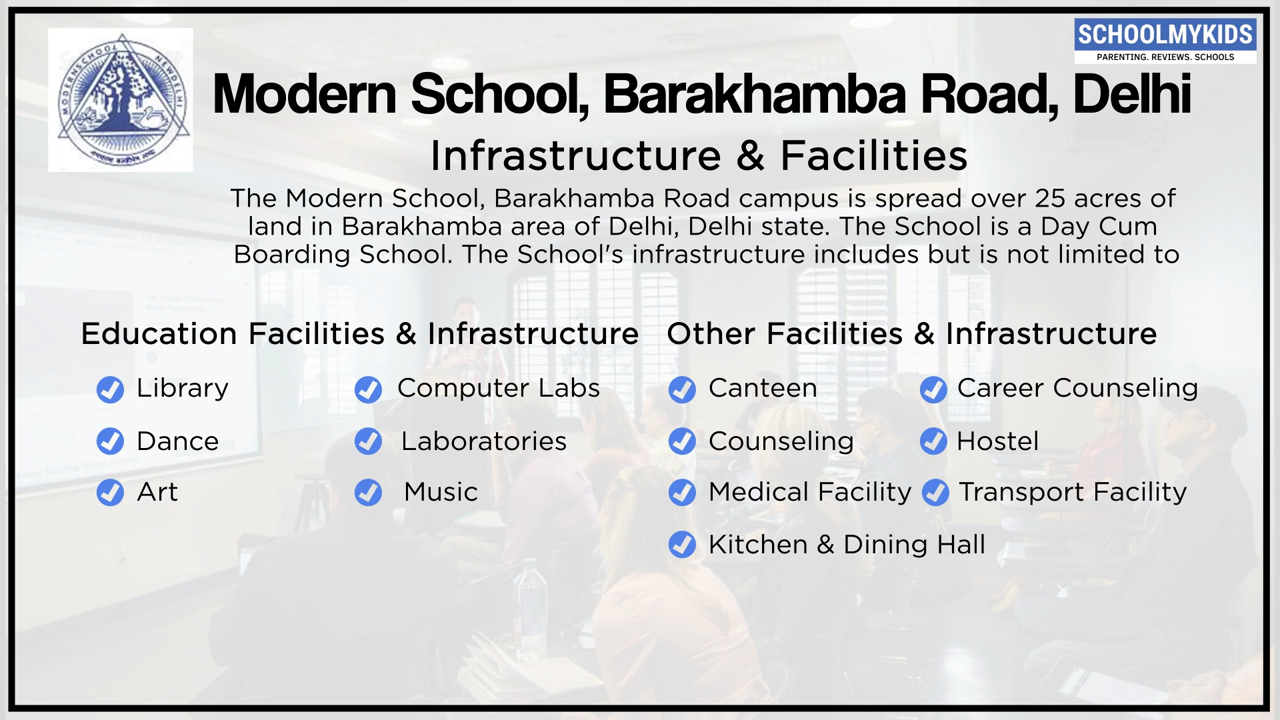 MODERN SCHOOL NEW DELHI
SCHOOLMYKIDS
PARENTING. REVIEWS. SCHOOLS
Modern School, Barakhamba Road, Delhi
Infrastructure & Facilities
The Modern School, Barakhamba Road campus is spread over 25 acres of
land in Barakhamba area of Delhi, Delhi state. The School is a Day Cum
Boarding School. The School's infrastructure includes but is not limited to
Education Facilities & Infrastructure
Library
Computer Labs
Dance
Laboratories
Art
Music
Other Facilities & Infrastructure
Canteen
Career Counseling
Counseling
Hostel
Medical Facility
Transport Facility
Kitchen & Dining Hall